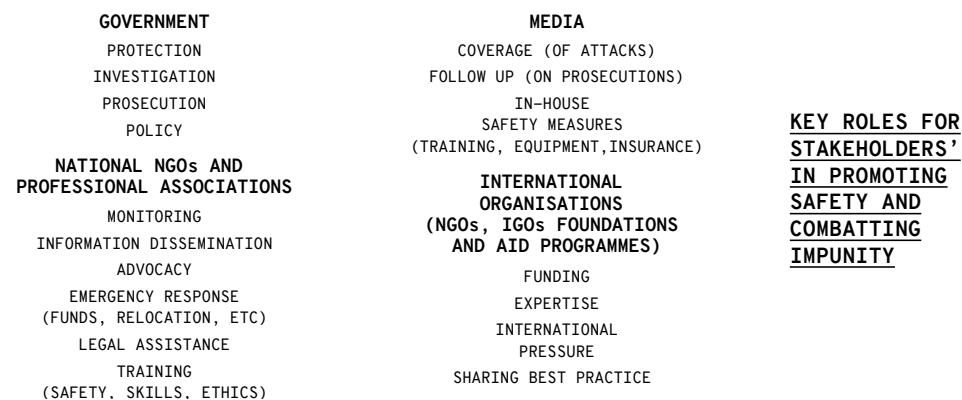 GOVERNMENT
PROTECTION
INVESTIGATION
PROSECUTION
POLICY
NATIONAL NGOs AND
PROFESSIONAL ASSOCIATIONS
MONITORING
INFORMATION DISSEMINATION
ADVOCACY
EMERGENCY RESPONSE
(FUNDS, RELOCATION, ETC)
LEGAL ASSISTANCE
TRAINING
(SAFETY, SKILLS, ETHICS)
MEDIA
COVERAGE (OF ATTACKS)
FOLLOW UP (ON PROSECUTIONS)
IN-HOUSE
SAFETY MEASURES
(TRAINING, EQUIPMENT,INSURANCE)
INTERNATIONAL
ORGANISATIONS
(NGOs, IGOs FOUNDATIONS
AND AID PROGRAMMES)
FUNDING
EXPERTISE
INTERNATIONAL
PRESSURE
SHARING BEST PRACTICE
KEY ROLES FOR
STAKEHOLDERS’
IN PROMOTING
SAFETY AND
COMBATTING
IMPUNITY